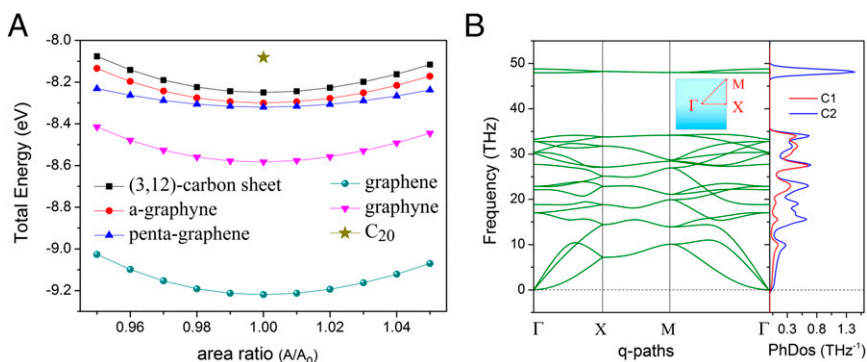 A
-8.0
-8.2
-8.4
-8.6
-8.8
-9.0
-9.2
Total Energy (eV)
(3,12)-carbon sheet
a-graphyne
penta-graphene
graphene
graphyne
C20
0.96
0.98
1.00
1.02
1.04
area ratio (A/A0)
B
50
40
30
20
10
0
Frequency (THz)
M
Γ
X
Γ
X
M
Γ
q-paths
C1
C2
0.3
0.8
1.3
PhDos (THz-1)